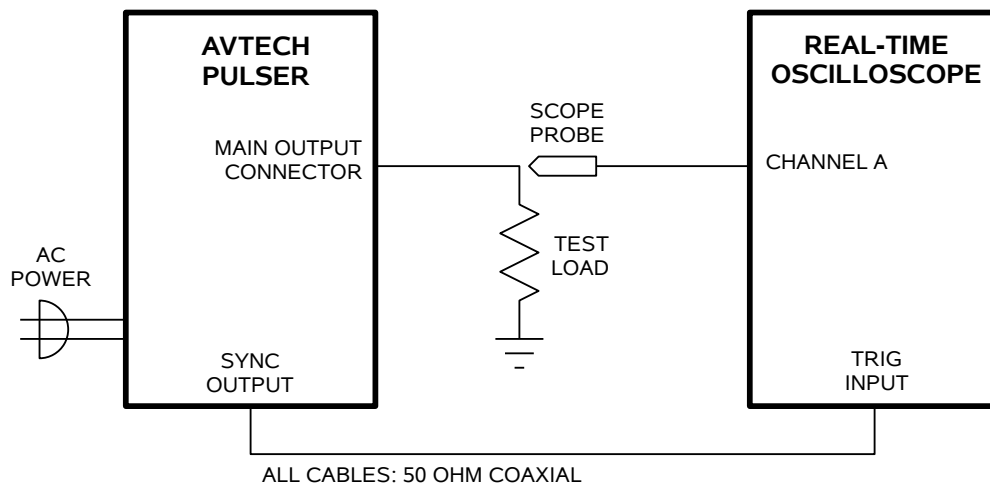 AVTECH
PULSER
MAIN OUTPUT
CONNECTOR
AC
POWER
SYNC
OUTPUT
SCOPE
PROBE
TEST
LOAD
REAL-TIME
OSCILLOSCOPE
CHANNEL A
TRIG
INPUT
ALL CABLES: 50 OHM COAXIAL